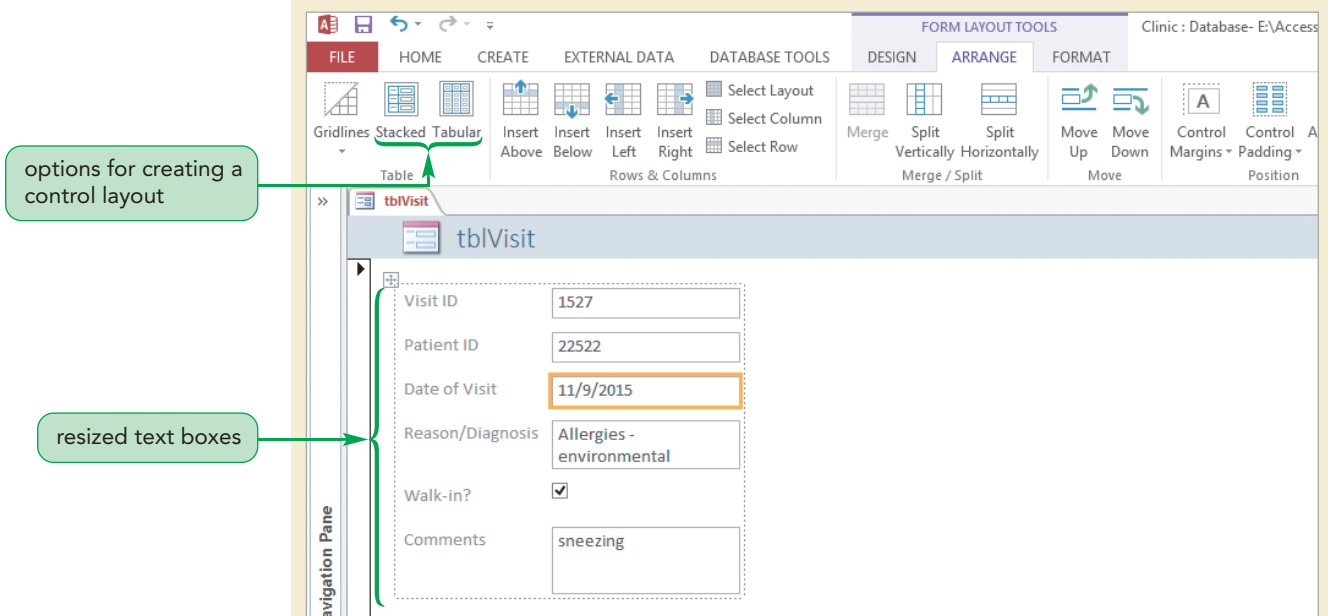 FORM LAYOUT TOOLS
Clinic : Database- E:\Access
FILE HOME CREATE EXTERNAL DATA DATABASE TOOLS DESIGN ARRANGE FORMAT
Gridlines Stacked Tabular
Insert Above
Insert Below
Insert Left
Insert Right
Select Layout
Select Column
Select Row
Merge
Split Vertically
Split Horizontally
Move Up
Move Down
A
Control Margins
Control Padding
A
Table
Rows & Columns
Merge / Split
Move
Position
options for creating a
control layout
»
tblVisit
tblVisit
Visit ID 1527
Patient ID 22522
Date of Visit 11/9/2015
Reason/Diagnosis Allergies -
environmental
Walk-in?
Comments sneezing
resized text boxes
avigation Pane